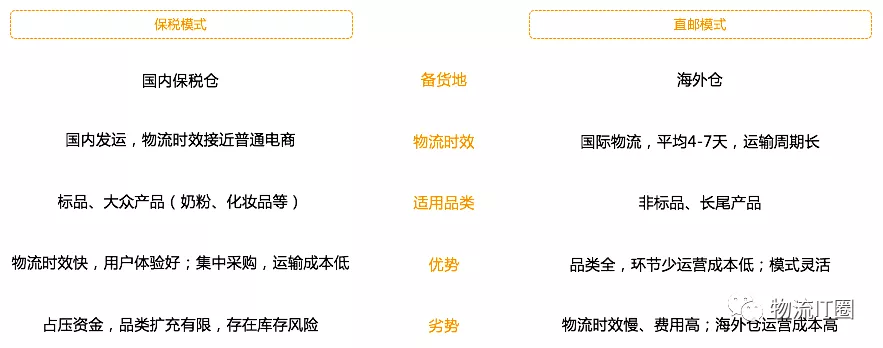 保税模式 直邮模式
国内保税仓 备货地 海外仓
国内发运，物流时效接近普通电商 物流时效 国际物流，平均4-7天，运输周期长
标品、大众产品（奶粉、化妆品等） 适用品类 非标品、长尾产品
物流时效快，用户体验好；集中采购，运输成本低 优势 品类全，环节少运营成本低；模式灵活
占压资金，品类扩充有限，存在库存风险 劣势 物流时效慢、费用高；海外仓运营成本高
物流IT圈